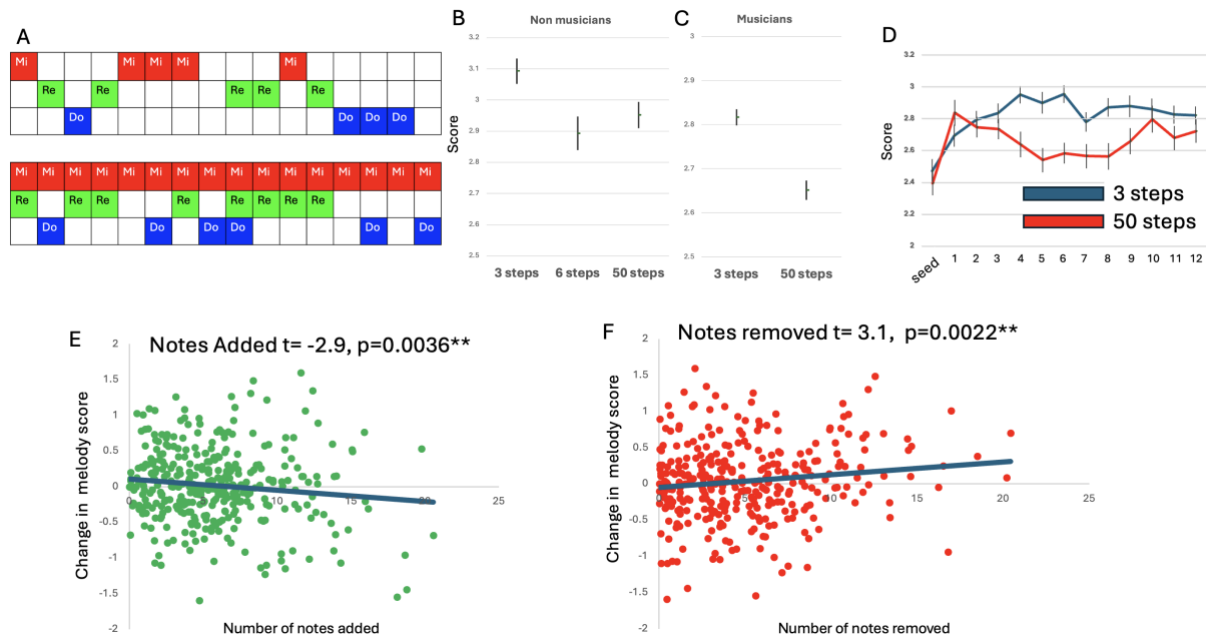 A
Mi Mi Mi Mi Mi
Re Re Re Re Re
Do Do Do Do
Mi Mi Mi Mi Mi Mi Mi Mi Mi Mi Mi Mi Mi Mi Mi Mi
Re Re Re Re Re Re Re Re
Do Do Do Do Do Do
B
Non musicians
Score
3.2
3.1
3
2.9
2.8
2.7
2.6
2.5
3 steps 6 steps 50 steps
C
Musicians
3
2.9
2.8
2.7
2.6
2.5
3 steps 50 steps
D
Score
3.2
3
2.8
2.6
2.4
2.2
2
3 steps
50 steps
seed 1 2 3 4 5 6 7 8 9 10 11 12
E
Notes Added t= -2.9, p=0.0036**
Change in melody score
2
1.5
1
0.5
0
-0.5
-1
-1.5
-2
0 5 10 15 20 25
Number of notes added
F
Notes removed t= 3.1, p=0.0022**
Change in melody score
2
1.5
1
0.5
0
-0.5
-1
-1.5
-2
0 5 10 15 20 25
Number of notes removed